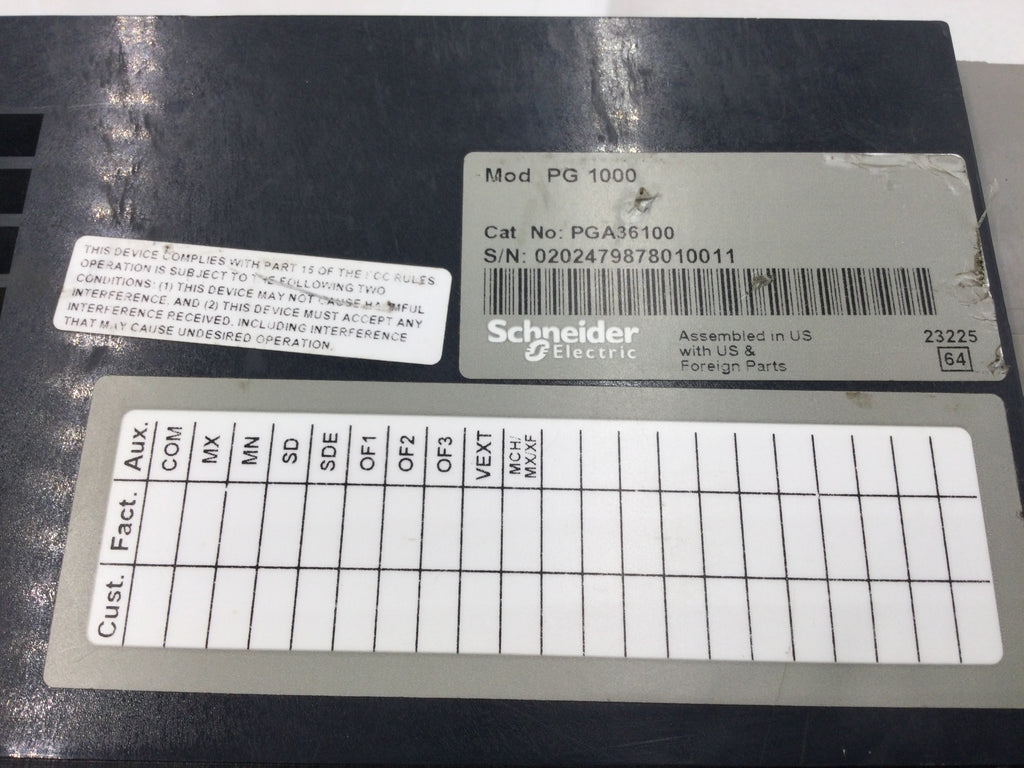 Mod PG 1000
Cat No: PGA36100
S/N: 0202479878010011
Schneider
Electric
Assembled in US
with US &
Foreign Parts
23225
64
THIS DEVICE COMPLIES WITH PART 15 OF THE FCC RULES
OPERATION IS SUBJECT TO THE FOLLOWING TWO
CONDITIONS: (1) THIS DEVICE MAY NOT CAUSE HARMFUL
INTERFERENCE. AND (2) THIS DEVICE MUST ACCEPT ANY
INTERFERENCE RECEIVED. INCLUDING INTERFERENCE
THAT MAY CAUSE UNDESIRED OPERATION.
Aux. COM MX MN SD SDE OF1 OF2 OF3 VEXT MCH/ MX/XF
Fact.
Cust.